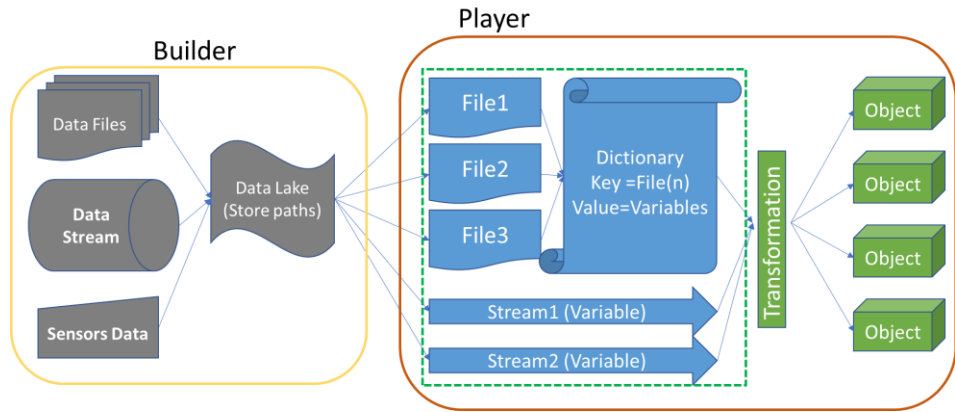 Builder
Player
Data Files
Data
Stream
Sensors Data
Data Lake
(Store paths)
File1
File2
File3
Dictionary
Key =File(n)
Value=Variables
Stream1 (Variable)
Stream2 (Variable)
Transformation
Object
Object
Object
Object